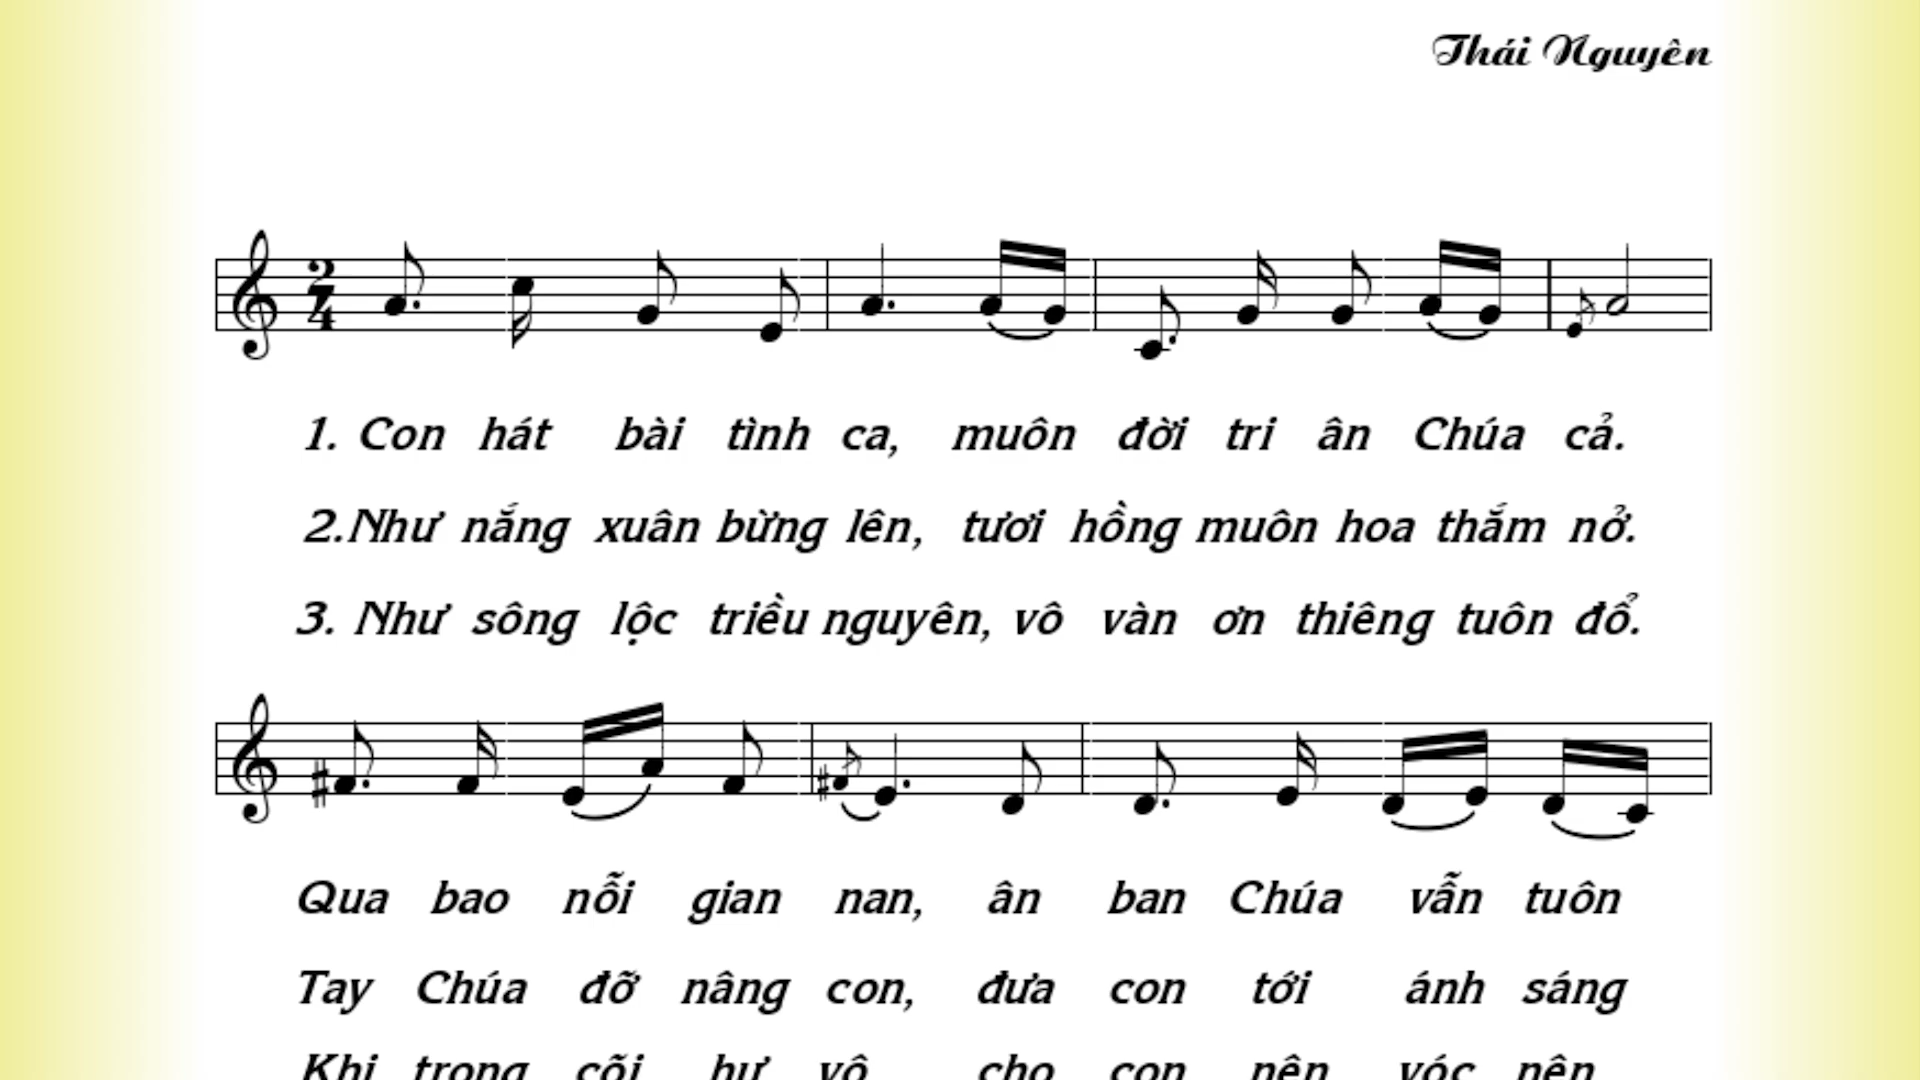 Thái Nguyên
2
4
1. Con hát bài tình ca, muôn đời tri ân Chúa cả.
2.Như nắng xuân bừng lên, tươi hồng muôn hoa thắm nở.
3. Như sông lộc triều nguyên, vô vàn ơn thiêng tuôn đổ.
Qua bao nỗi gian nan, ân ban Chúa vẫn tuôn
Tay Chúa đỡ nâng con, đưa con tới ánh sáng
Khi trong cõi hư vô cho con nên vóc nên